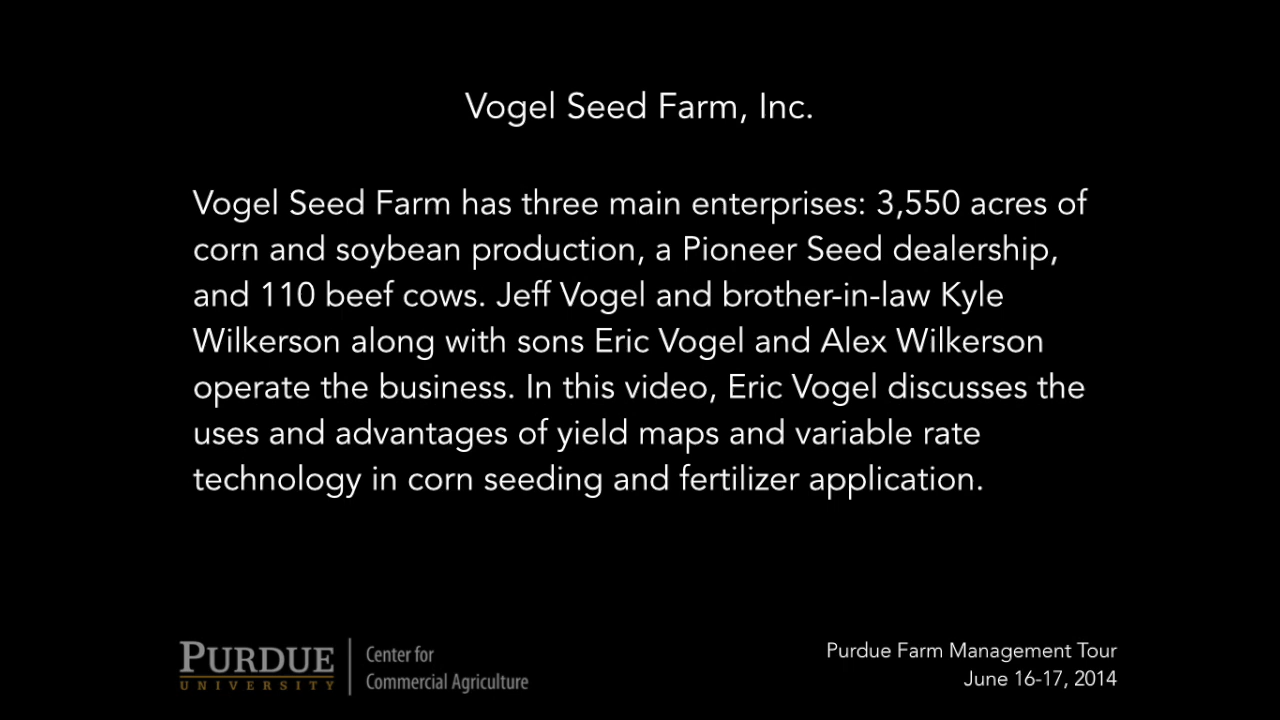 Vogel Seed Farm, Inc.
Vogel Seed Farm has three main enterprises: 3,550 acres of
corn and soybean production, a Pioneer Seed dealership,
and 110 beef cows. Jeff Vogel and brother-in-law Kyle
Wilkerson along with sons Eric Vogel and Alex Wilkerson
operate the business. In this video, Eric Vogel discusses the
uses and advantages of yield maps and variable rate
technology in corn seeding and fertilizer application.
PURDUE
UNIVERSITY
Center for
Commercial Agriculture
Purdue Farm Management Tour
June 16-17, 2014